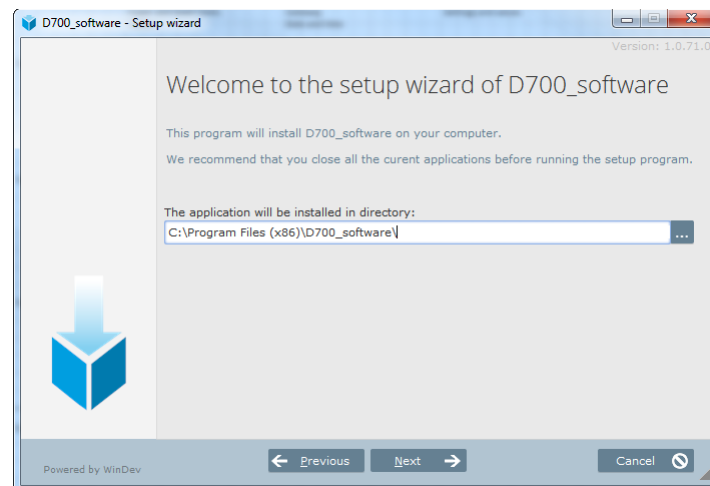 D700_software - Setup wizard
Version: 1.0.71.0
Welcome to the setup wizard of D700_software
This program will install D700_software on your computer.
We recommend that you close all the curent applications before running the setup program.
The application will be installed in directory:
C:\Program Files (x86)\D700_software\
...
Powered by WinDev
Previous
Next
Cancel